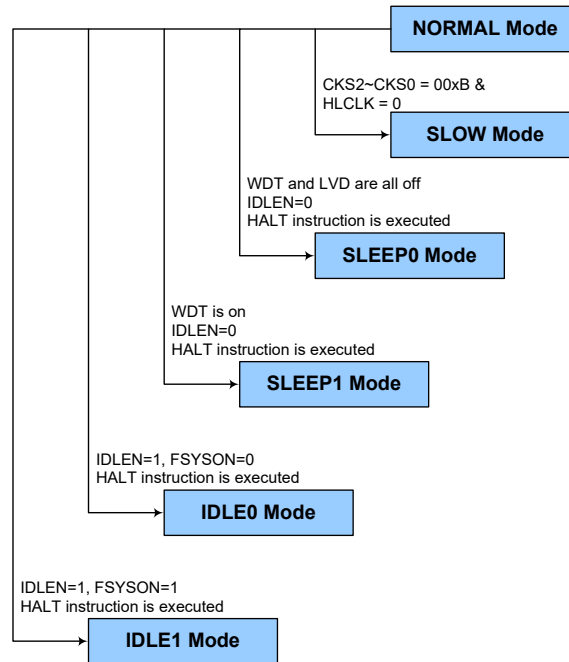 NORMAL Mode
CKS2~CKS0 = 00xB &
HLCLK = 0
SLOW Mode
WDT and LVD are all off
IDLEN=0
HALT instruction is executed
SLEEP0 Mode
WDT is on
IDLEN=0
HALT instruction is executed
SLEEP1 Mode
IDLEN=1, FSYSON=0
HALT instruction is executed
IDLE0 Mode
IDLEN=1, FSYSON=1
HALT instruction is executed
IDLE1 Mode